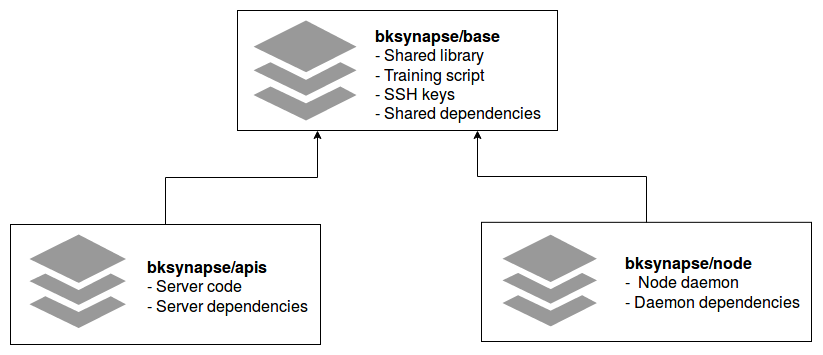 bksynapse/base
- Shared library
- Training script
- SSH keys
- Shared dependencies
bksynapse/apis
- Server code
- Server dependencies
bksynapse/node
- Node daemon
- Daemon dependencies